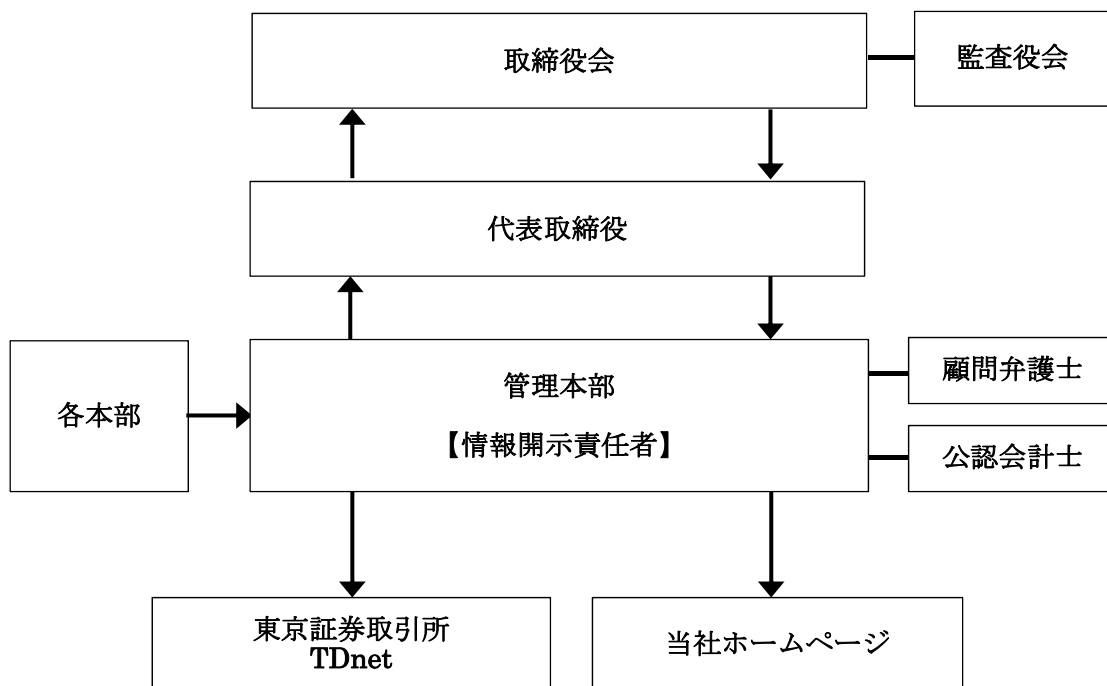 取締役会
監査役会
代表取締役
各本部
管理本部
【情報開示責任者】
顧問弁護士
公認会計士
東京証券取引所
TDnet
当社ホームページ